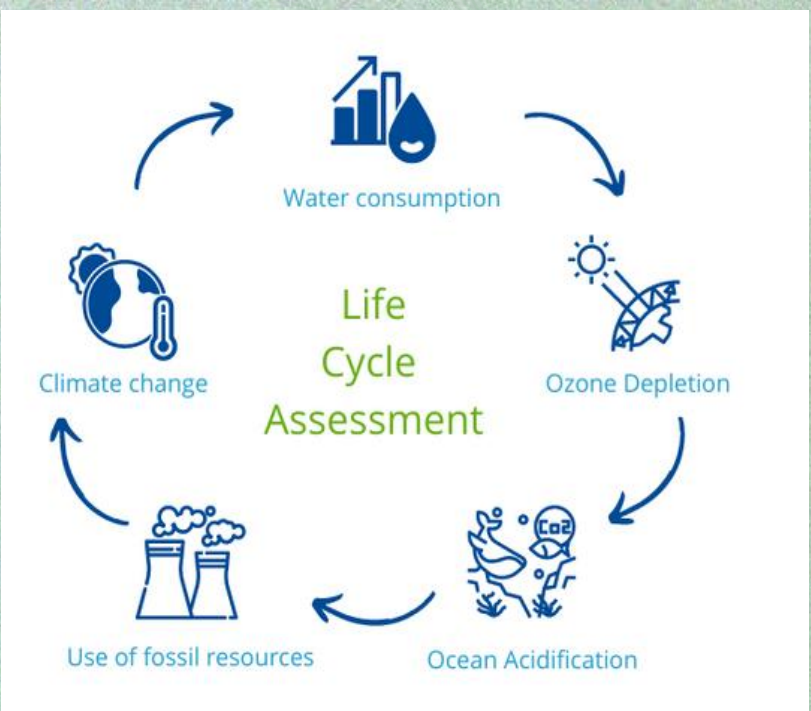 Water consumption
Climate change
Life
Cycle
Assessment
Ozone Depletion
Co2
Use of fossil resources
Ocean Acidification